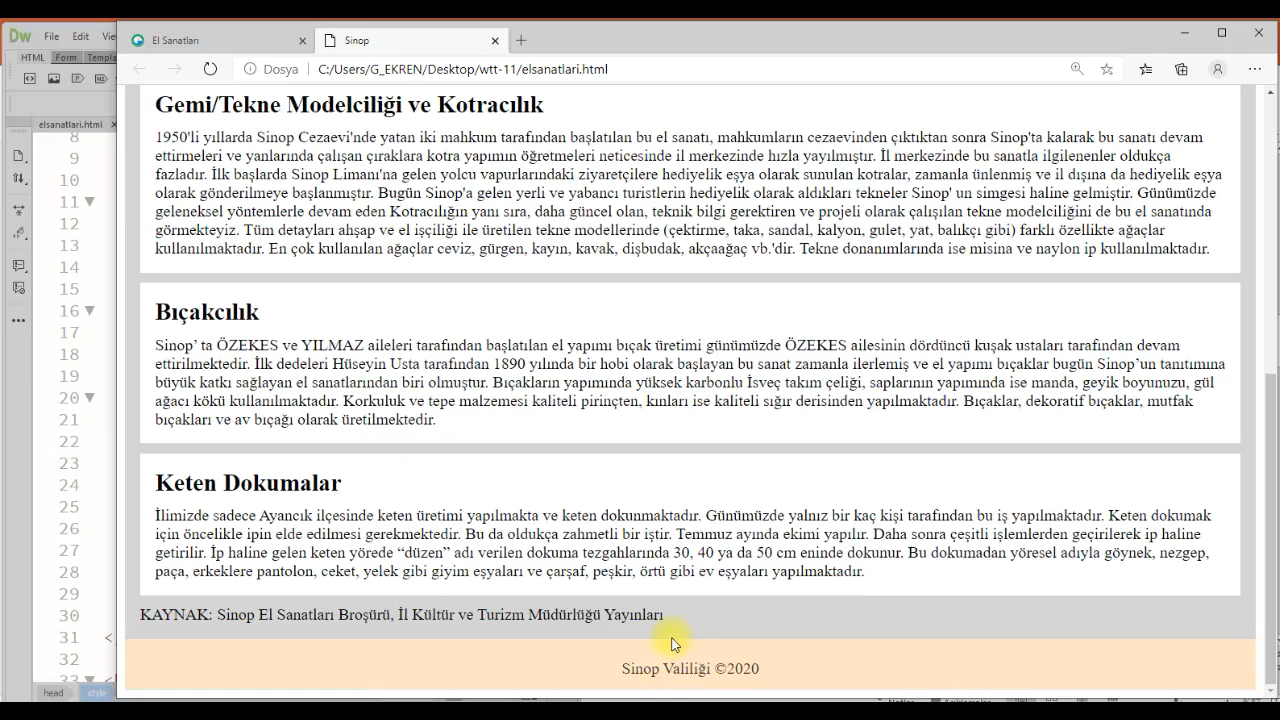 Dw File Edit Vie
El Sanatları
Sinop
HTML Form Templa
Dosya C:/Users/G_EKREN/Desktop/wtt-11/elsanatlari.html
elsanatlari.html
8
9
10
11
12
13
14
15
16
17
18
19
20
21
22
23
24
25
26
27
28
29
30
31 <
32
33
head style
Gemi/Tekne Modelciliği ve Kotracılık
1950'li yıllarda Sinop Cezaevi'nde yatan iki mahkum tarafından başlatılan bu el sanatı, mahkumların cezaevinden çıktıktan sonra Sinop'ta kalarak bu sanatı devam
ettirmeleri ve yanlarında çalışan çıraklara kotra yapımın öğretmeleri neticesinde il merkezinde hızla yayılmıştır. İl merkezinde bu sanatla ilgilenenler oldukça
fazladır. İlk başlarda Sinop Limanı'na gelen yolcu vapurlarındaki ziyaretçilere hediyelik eşya olarak sunulan kotralar, zamanla ünlenmiş ve il dışına da hediyelik eşya
olarak gönderilmeye başlanmıştır. Bugün Sinop'a gelen yerli ve yabancı turistlerin hediyelik olarak aldıkları tekneler Sinop' un simgesi haline gelmiştir. Günümüzde
geleneksel yöntemlerle devam eden Kotracılığın yanı sıra, daha güncel olan, teknik bilgi gerektiren ve projeli olarak çalışılan tekne modelciliğini de bu el sanatında
görmekteyiz. Tüm detayları ahşap ve el işçiliği ile üretilen tekne modellerinde (çektirme, taka, sandal, kalyon, gulet, yat, balıkçı gibi) farklı özellikte ağaçlar
kullanılmaktadır. En çok kullanılan ağaçlar ceviz, gürgen, kayın, kavak, dişbudak, akçaağaç vb.'dir. Tekne donanımlarında ise misina ve naylon ip kullanılmaktadır.
Bıçakcılık
Sinop' ta ÖZEKES ve YILMAZ aileleri tarafından başlatılan el yapımı bıçak üretimi günümüzde ÖZEKES ailesinin dördüncü kuşak ustaları tarafından devam
ettirilmektedir. İlk dedeleri Hüseyin Usta tarafından 1890 yılında bir hobi olarak başlayan bu sanat zamanla ilerlemiş ve el yapımı bıçaklar bugün Sinop’un tanıtımına
büyük katkı sağlayan el sanatlarından biri olmuştur. Bıçakların yapımında yüksek karbonlu İsveç takım çeliği, saplarının yapımında ise manda, geyik boyunuzu, gül
ağacı kökü kullanılmaktadır. Korkuluk ve tepe malzemesi kaliteli pirinçten, kınları ise kaliteli sığır derisinden yapılmaktadır. Bıçaklar, dekoratif bıçaklar, mutfak
bıçakları ve av bıçağı olarak üretilmektedir.
Keten Dokumalar
İlimizde sadece Ayancık ilçesinde keten üretimi yapılmakta ve keten dokunmaktadır. Günümüzde yalnız bir kaç kişi tarafından bu iş yapılmaktadır. Keten dokumak
için öncelikle ipin elde edilmesi gerekmektedir. Bu da oldukça zahmetli bir iştir. Temmuz ayında ekimi yapılır. Daha sonra çeşitli işlemlerden geçirilerek ip haline
getirilir. İp haline gelen keten yörede “düzen” adı verilen dokuma tezgahlarında 30, 40 ya da 50 cm eninde dokunur. Bu dokumadan yöresel adıyla göynek, nezgep,
paça, erkeklere pantolon, ceket, yelek gibi giyim eşyaları ve çarşaf, peşkir, örtü gibi ev eşyaları yapılmaktadır.
KAYNAK: Sinop El Sanatları Broşürü, İl Kültür ve Turizm Müdürlüğü Yayınları
Sinop Valiliği ©2020